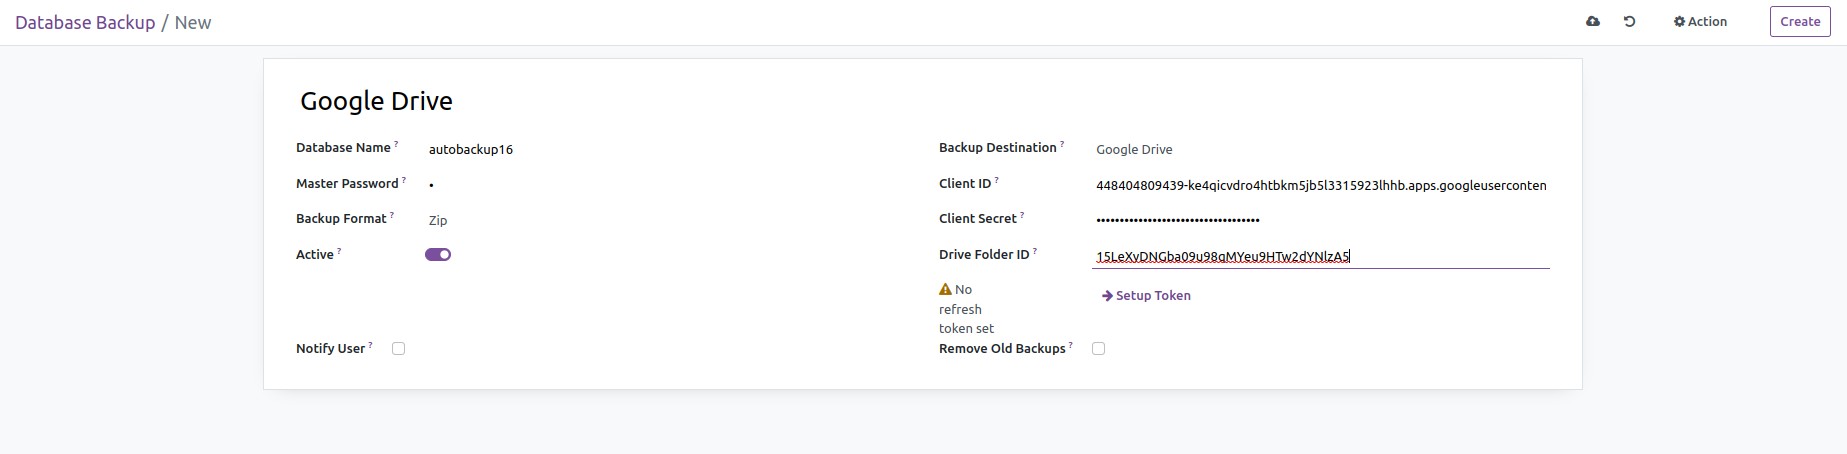 Database Backup / New
Action
Create
Google Drive
Database Name ?
autobackup16
Backup Destination ?
Google Drive
Master Password ?
•
Client ID ?
448404809439-ke4qicvdro4htbkm5jb5l3315923lhhb.apps.googleuserconten
Backup Format ?
Zip
Client Secret ?
•••••••••••••••••••••••••••••••••••
Active ?
Drive Folder ID ?
15LeXyDNGba09u98qMYeu9HTw2dYNlzA5
No
refresh
token set
Setup Token
Notify User ?
Remove Old Backups ?